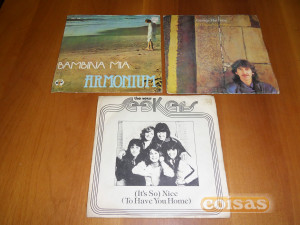 BAMBINA MIA
ARMONIUM
the new
seekers
(It's So) Nice
(To Have You Home)
coisas